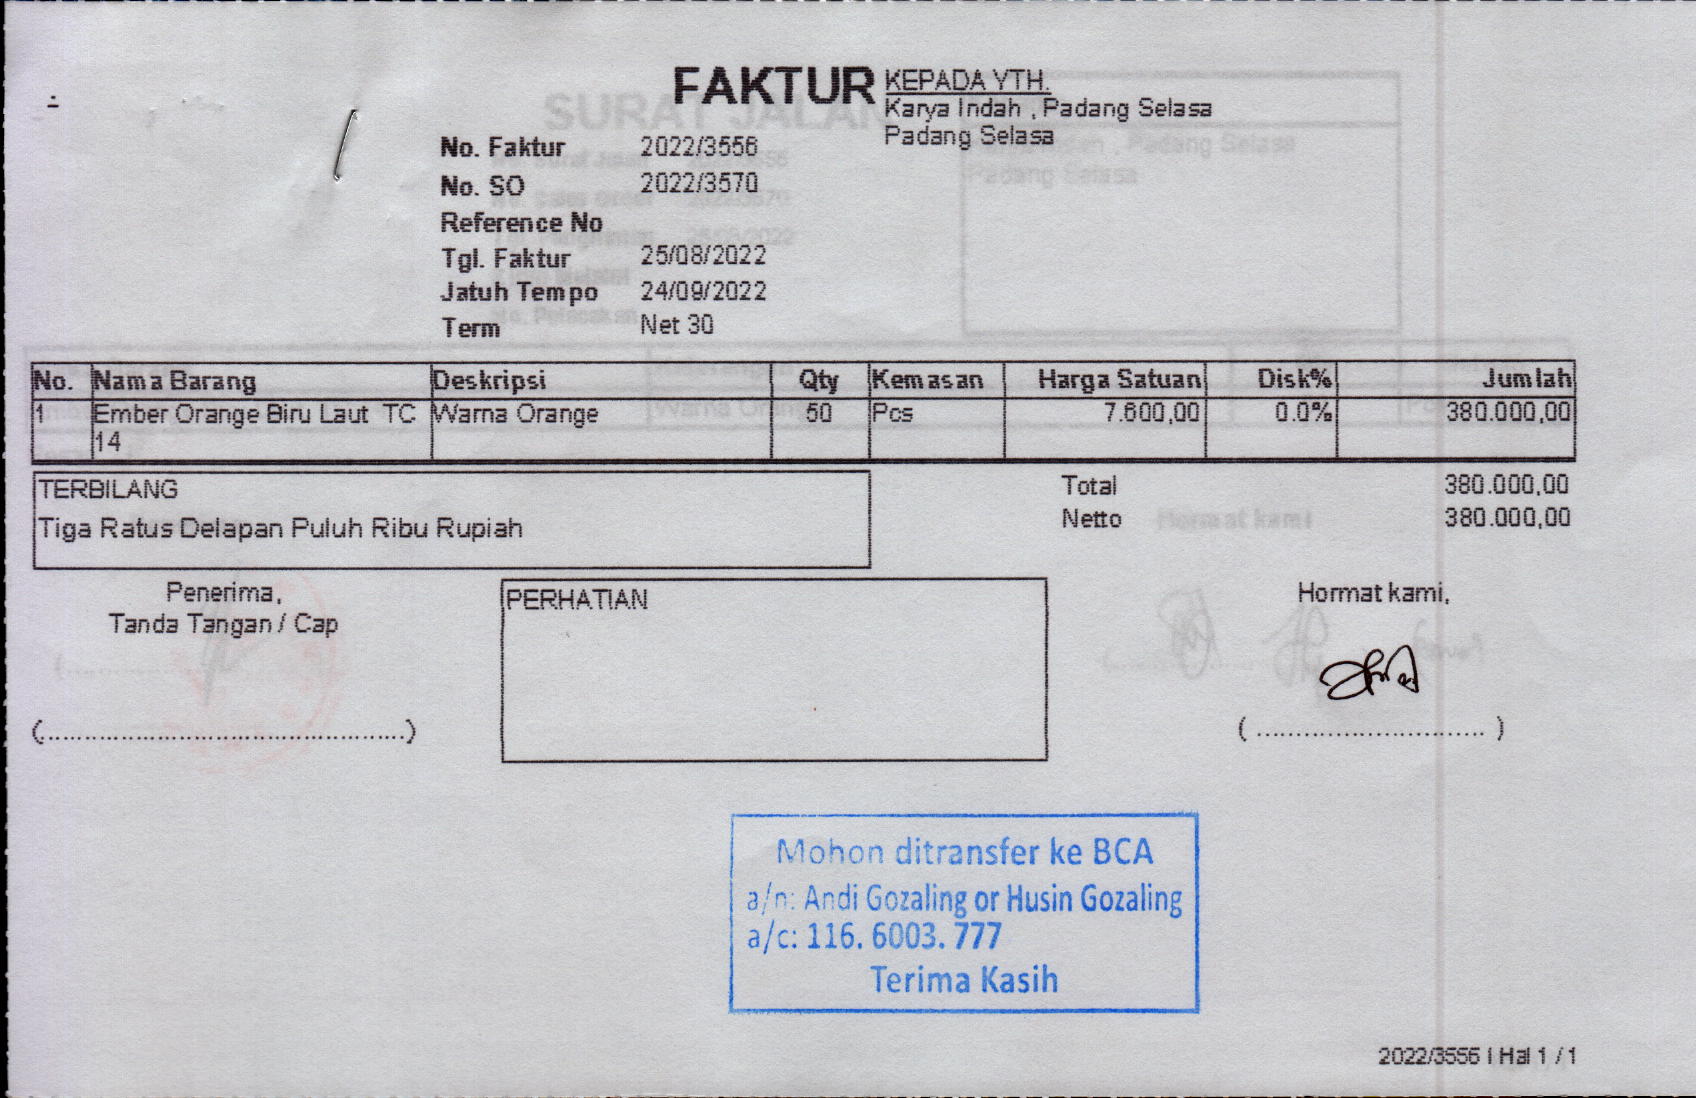 FAKTUR
KEPADA YTH.
Karya Indah , Padang Selasa
Padang Selasa
No. Faktur 2022/3556
No. SO 2022/3570
Reference No
Tgl. Faktur 25/08/2022
Jatuh Tempo 24/09/2022
Term Net 30
No. Nama Barang Deskripsi Qty Kemasan Harga Satuan Disk% Jumlah
1 Ember Orange Biru Laut TC Warna Orange 50 Pcs 7.600,00 0.0% 380.000,00
14
TERBILANG
Tiga Ratus Delapan Puluh Ribu Rupiah
Total 380.000,00
Netto 380.000,00
Penerima,
Tanda Tangan / Cap
(................................................)
PERHATIAN
Hormat kami,
( ............................. )
Mohon ditransfer ke BCA
a/n: Andi Gozaling or Husin Gozaling
a/c: 116. 6003. 777
Terima Kasih
2022/3556 | Hal 1 / 1